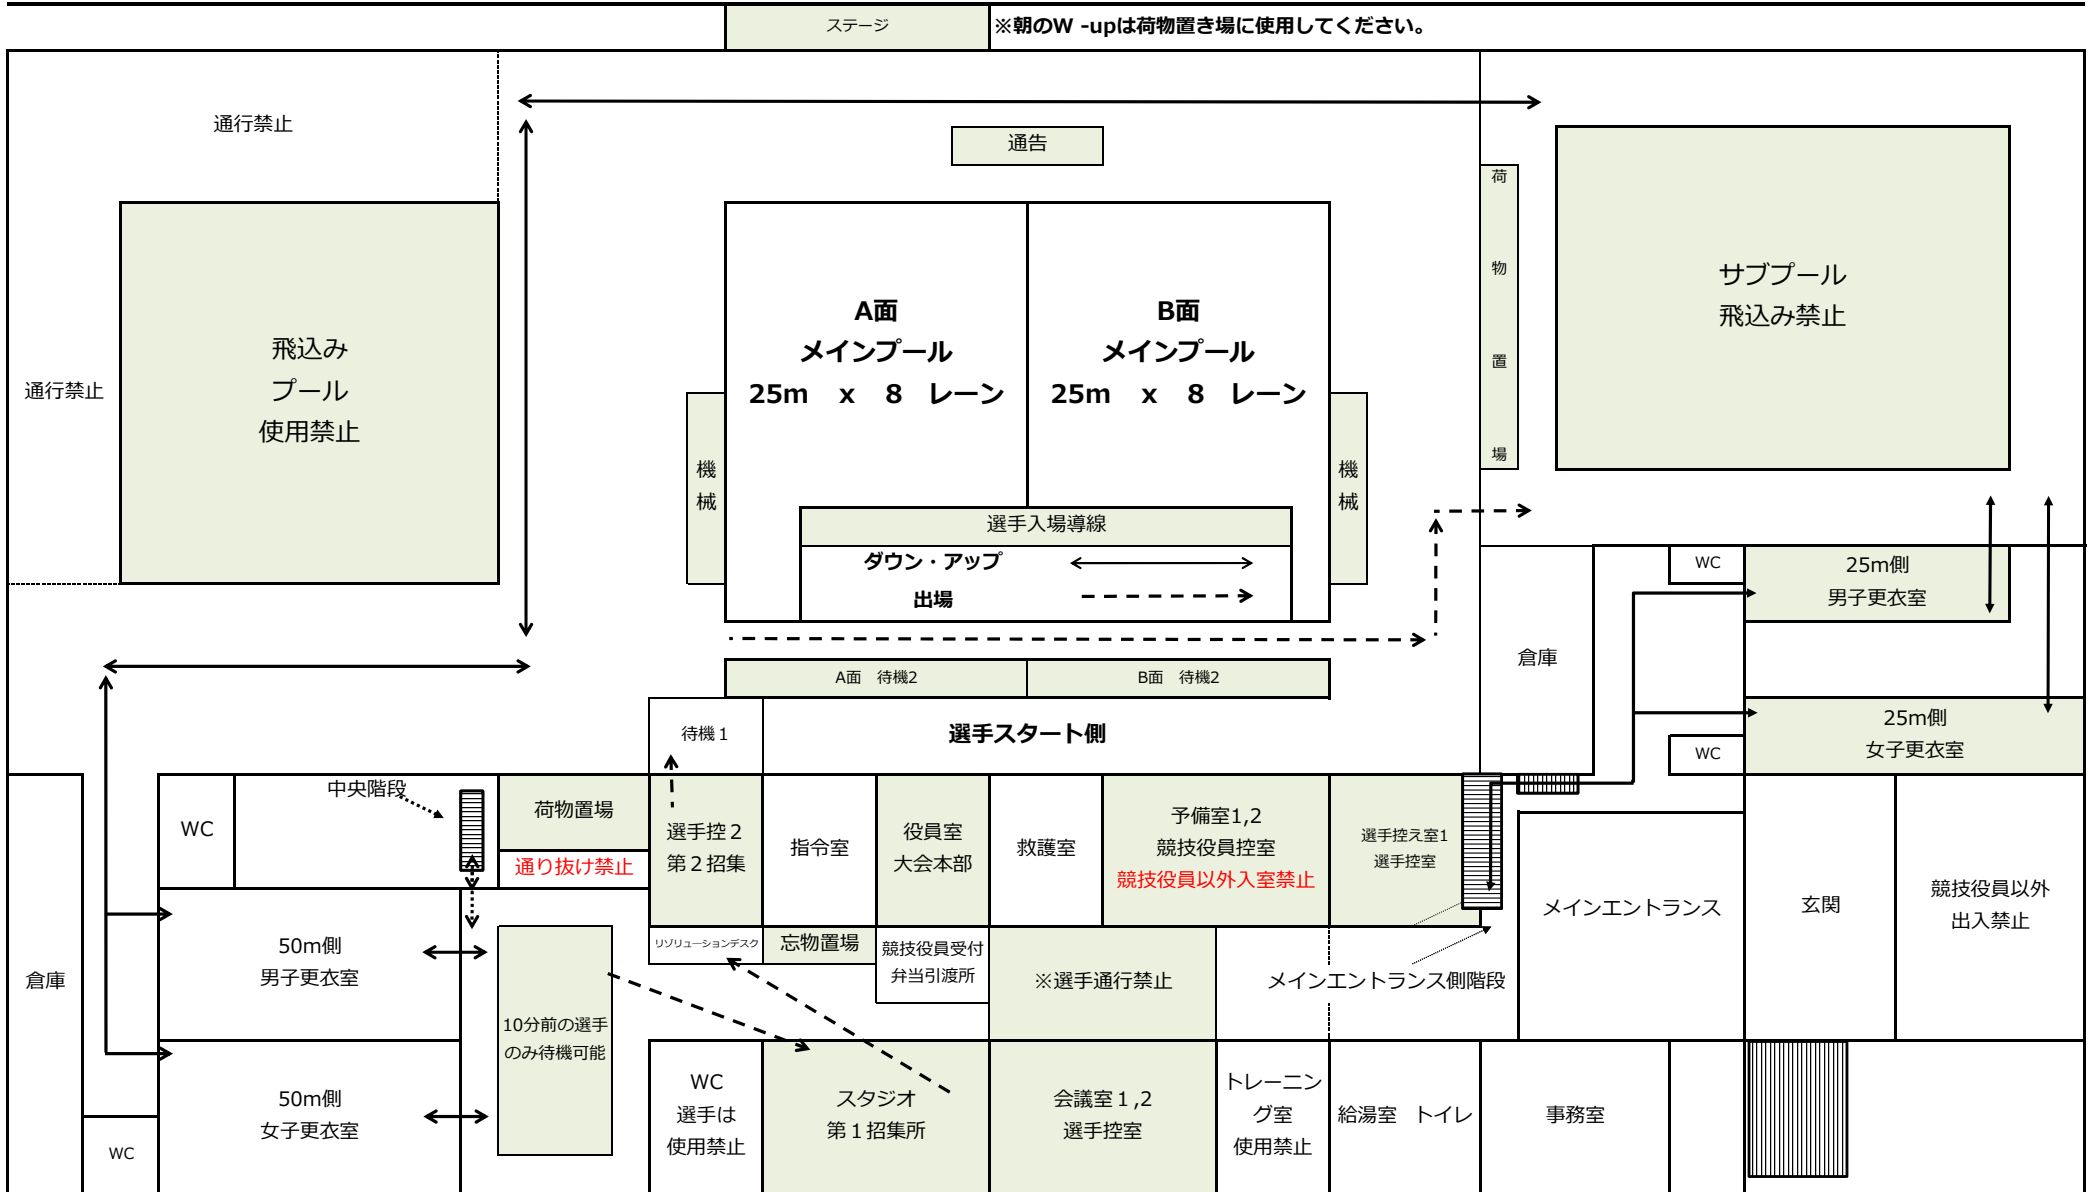 ステージ
※朝のW -upは荷物置き場に使用してください。
通行禁止
通告
荷
物
置
場
サブプール
飛込み禁止
A面
メインプール
25m x 8 レーン
B面
メインプール
25m x 8 レーン
飛込み
プール
使用禁止
通行禁止
機
械
機
械
選手入場導線
ダウン・アップ
出場
WC
25m側
男子更衣室
倉庫
A面 待機2
B面 待機2
待機１
選手スタート側
25m側
女子更衣室
WC
中央階段
WC
荷物置場
通り抜け禁止
選手控２
第２招集
指令室
役員室
大会本部
救護室
予備室1,2
競技役員控室
競技役員以外入室禁止
選手控え室1
選手控室
メインエントランス
玄関
競技役員以外
出入禁止
50m側
男子更衣室
倉庫
リゾリューションデスク
忘物置場
競技役員受付
弁当引渡所
※選手通行禁止
メインエントランス側階段
10分前の選手
のみ待機可能
50m側
女子更衣室
WC
WC
選手は
使用禁止
スタジオ
第１招集所
会議室１,2
選手控室
トレーニン
グ室
使用禁止
給湯室 トイレ
事務室